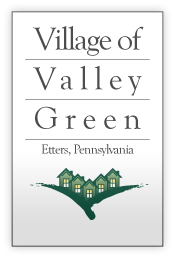 Village of
Valley
Green
Etters, Pennsylvania